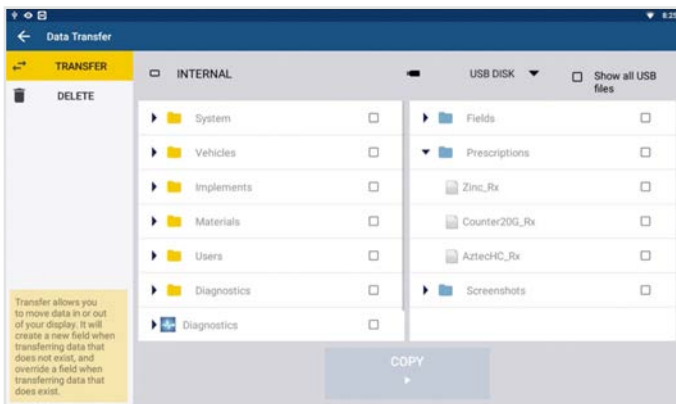 8:25
Data Transfer
TRANSFER
DELETE
INTERNAL
USB DISK
Show all USB
files
System
Vehicles
Implements
Materials
Users
Diagnostics
Diagnostics
Fields
Prescriptions
Zinc_Rx
Counter20G_Rx
AztecHC_Rx
Screenshots
Transfer allows you
to move data in or out
of your display. It will
create a new field when
transferring data that
does not exist, and
override a field when
transferring data that
does exist.
COPY